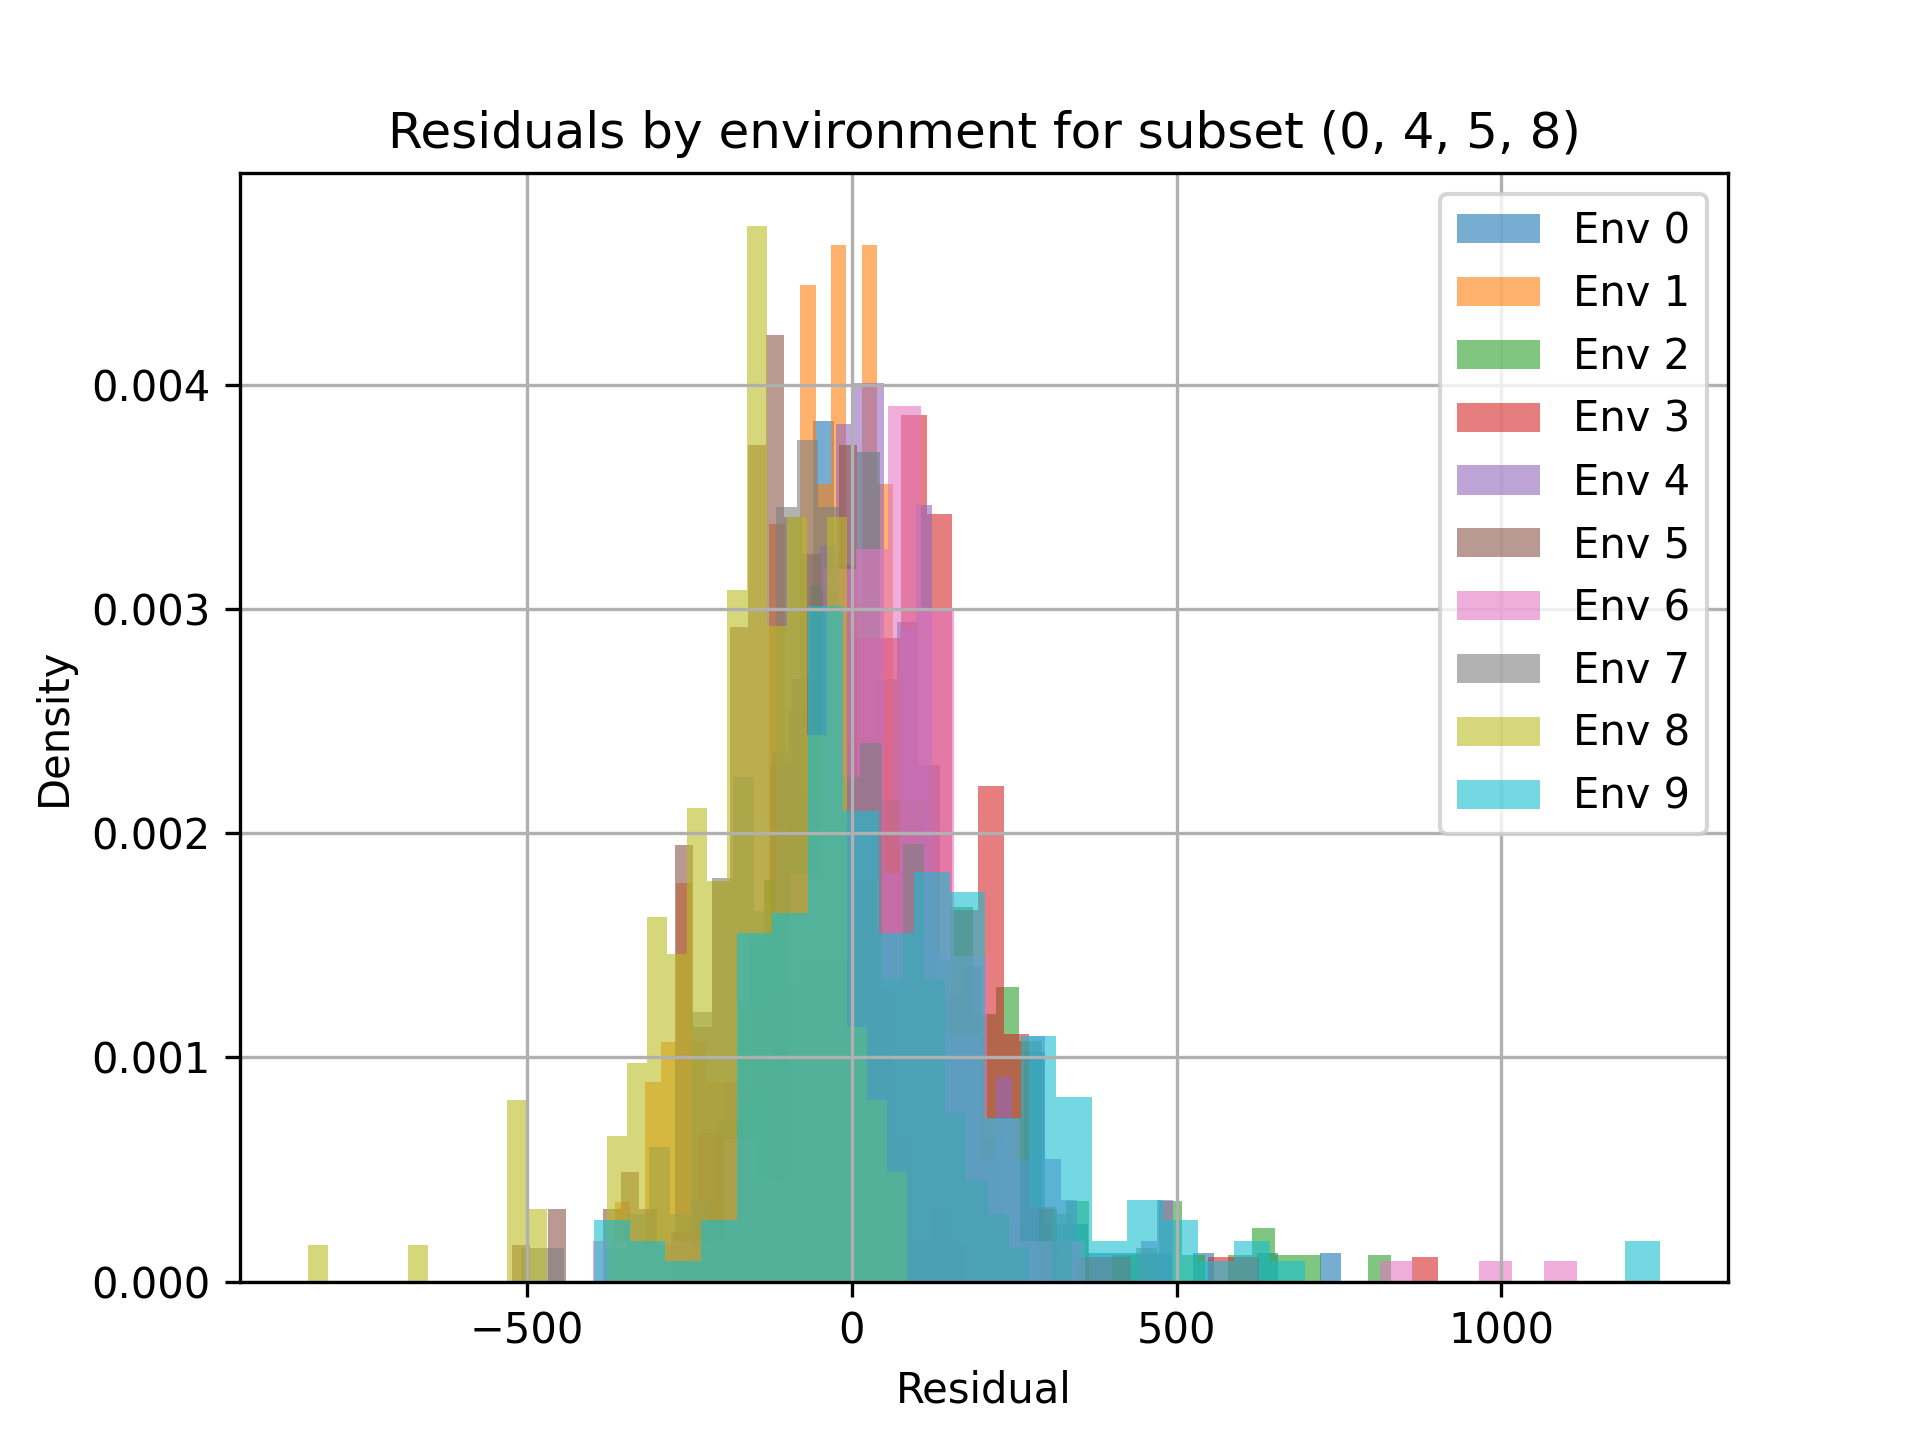 Residuals by environment for subset (0, 4, 5, 8)
Env 0
Env 1
Env 2
Env 3
Env 4
Env 5
Env 6
Env 7
Env 8
Env 9
Density
0.004
0.003
0.002
0.001
0.000
−500
0
500
1000
Residual